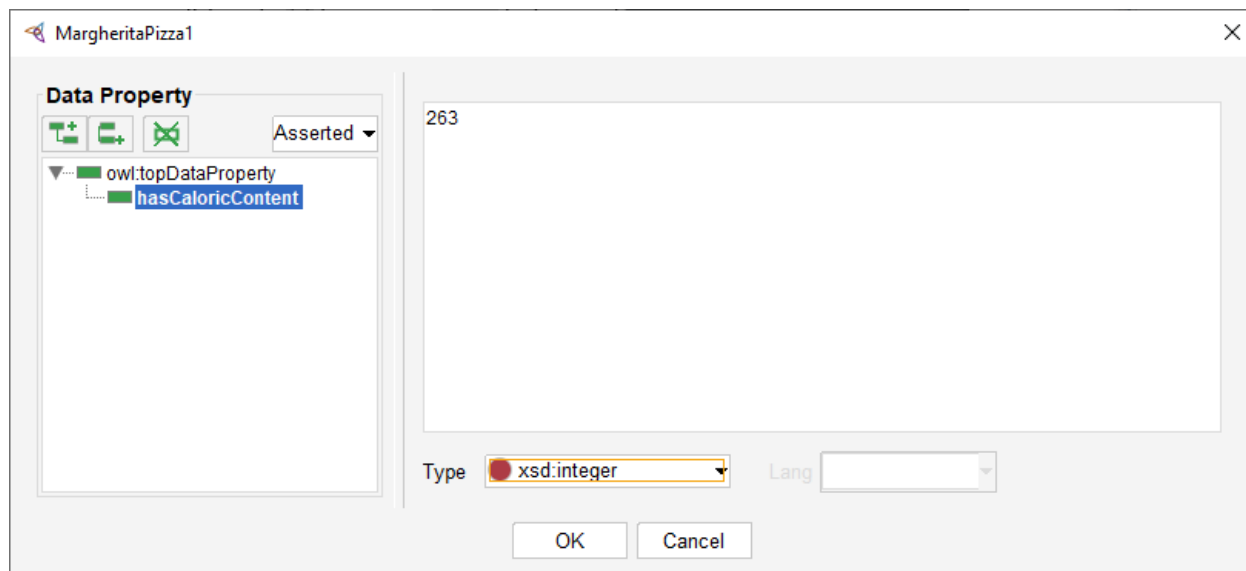 MargheritaPizza1
Data Property
Asserted
owl:topDataProperty
hasCaloricContent
263
Type xsd:integer Lang
OK Cancel